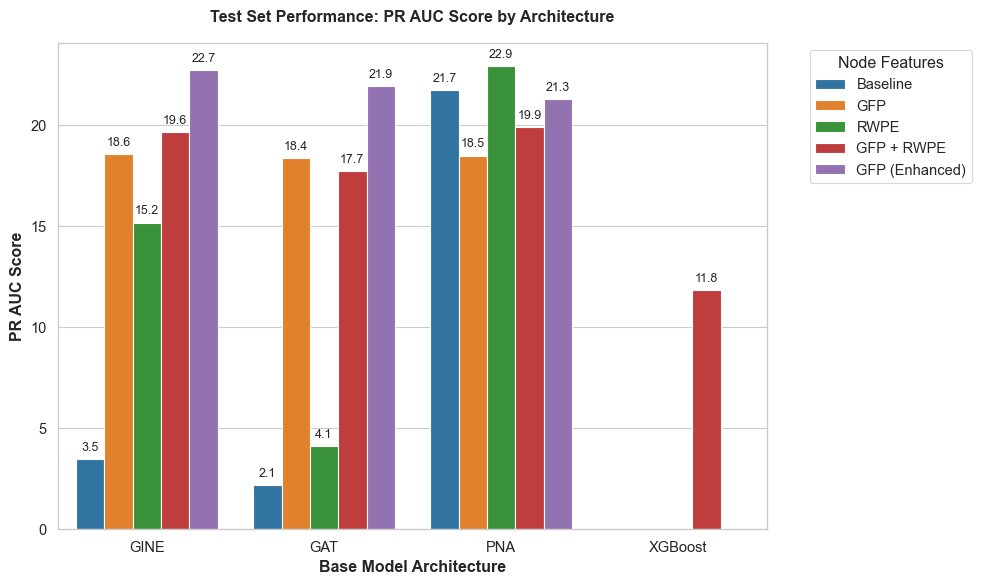 Test Set Performance: PR AUC Score by Architecture
Node Features
Baseline
GFP
RWPE
GFP + RWPE
GFP (Enhanced)
PR AUC Score
20
15
10
5
0
3.5
18.6
15.2
19.6
22.7
2.1
18.4
4.1
17.7
21.9
21.7
18.5
22.9
19.9
21.3
11.8
GINE
GAT
PNA
XGBoost
Base Model Architecture